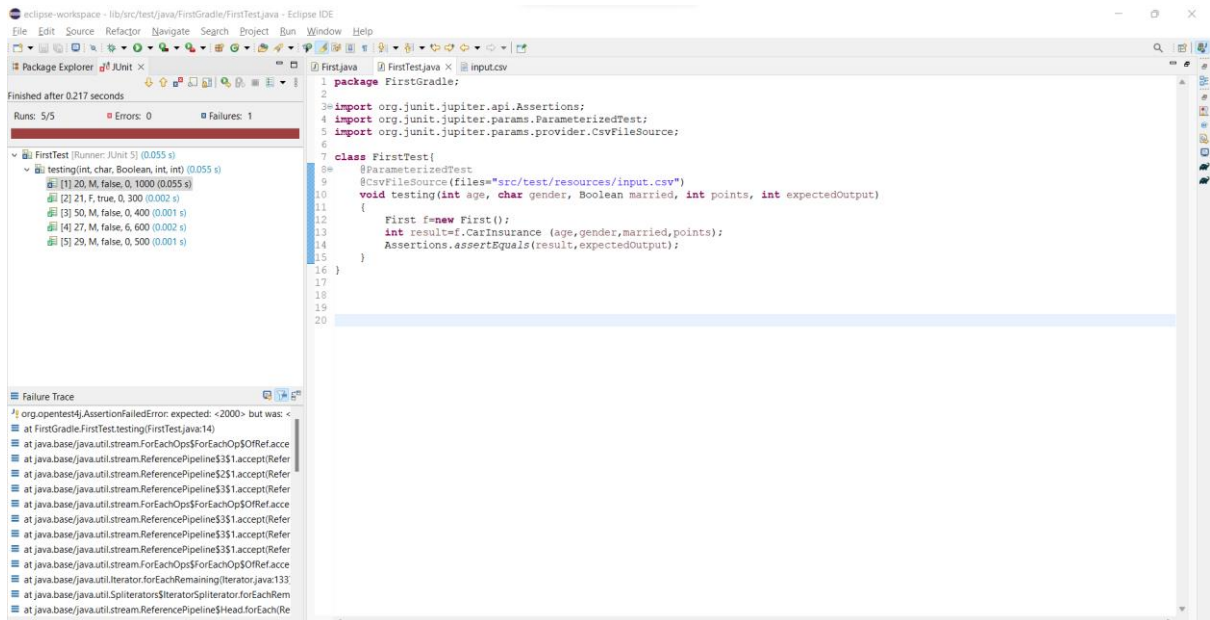 eclipse-workspace - lib/src/test/java/FirstGradle/FirstTest.java - Eclipse IDE
File Edit Source Refactor Navigate Search Project Run Window Help
Package Explorer JUnit
Finished after 0.217 seconds
Runs: 5/5 Errors: 0 Failures: 1
FirstTest [Runner: JUnit 5] (0.055 s)
testing(int, char, Boolean, int, int) (0.055 s)
[1] 20, M, false, 0, 1000 (0.055 s)
[2] 21, F, true, 0, 300 (0.002 s)
[3] 50, M, false, 0, 400 (0.001 s)
[4] 27, M, false, 6, 600 (0.002 s)
[5] 29, M, false, 0, 500 (0.001 s)
Failure Trace
org.opentest4j.AssertionFailedError: expected: <2000> but was: <
at FirstGradle.FirstTest.testing(FirstTest.java:14)
at java.base/java.util.stream.ForEachOps$ForEachOp$OfRef.acce
at java.base/java.util.stream.ReferencePipeline$3$1.accept(Refer
at java.base/java.util.stream.ReferencePipeline$2$1.accept(Refer
at java.base/java.util.stream.ReferencePipeline$3$1.accept(Refer
at java.base/java.util.stream.ForEachOps$ForEachOp$OfRef.acce
at java.base/java.util.stream.ReferencePipeline$3$1.accept(Refer
at java.base/java.util.stream.ReferencePipeline$3$1.accept(Refer
at java.base/java.util.stream.ReferencePipeline$3$1.accept(Refer
at java.base/java.util.stream.ForEachOps$ForEachOp$OfRef.acce
at java.base/java.util.Iterator.forEachRemaining(Iterator.java:133)
at java.base/java.util.Spliterators$IteratorSpliterator.forEachRem
at java.base/java.util.stream.ReferencePipeline$Head.forEach(Re
First.java FirstTest.java input.csv
1 package FirstGradle;
2
3 import org.junit.jupiter.api.Assertions;
4 import org.junit.jupiter.params.ParameterizedTest;
5 import org.junit.jupiter.params.provider.CsvFileSource;
6
7 class FirstTest{
8 @ParameterizedTest
9 @CsvFileSource(files="src/test/resources/input.csv")
10 void testing(int age, char gender, Boolean married, int points, int expectedOutput)
11 {
12 First f=new First();
13 int result=f.CarInsurance (age,gender,married,points);
14 Assertions.assertEquals(result,expectedOutput);
15 }
16 }
17
18
19
20